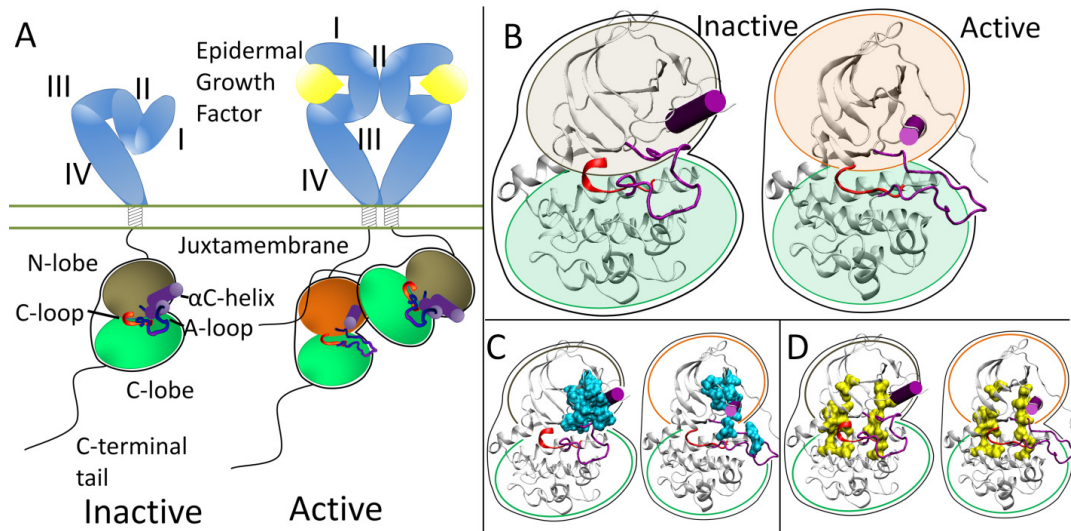 A
I
Epidermal
II
Growth
Factor
III
II
I
III
IV
IV
Juxtamembrane
N-lobe
αC-helix
C-loop
A-loop
C-lobe
C-terminal
tail
Inactive
Active
B
Inactive
Active
C
D